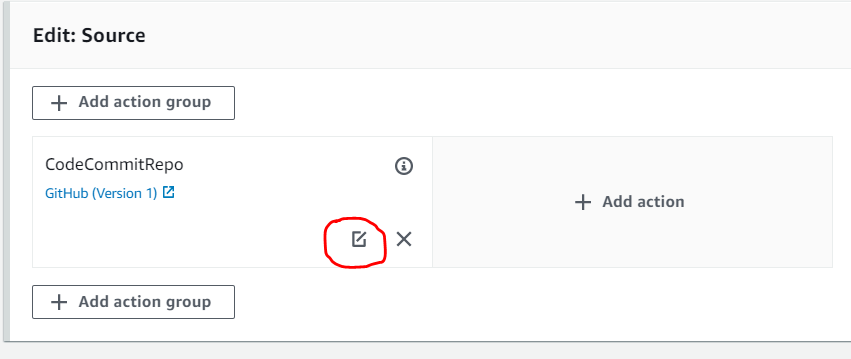 Edit: Source
Add action group
CodeCommitRepo
GitHub (Version 1)
Add action
Add action group